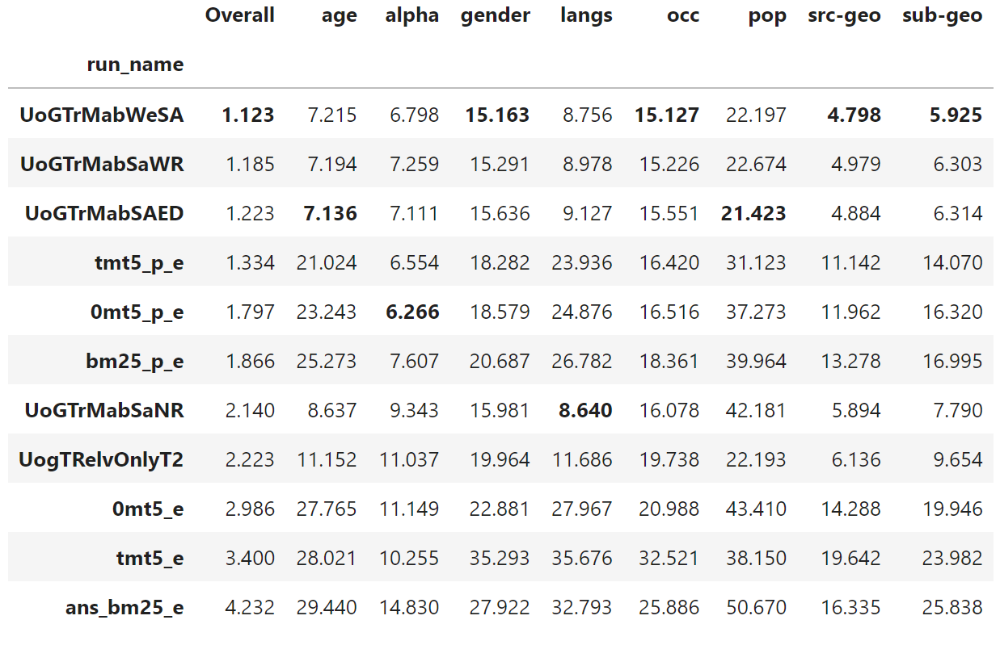 Overall age alpha gender langs occ pop src-geo sub-geo
run_name
UoGTrMabWeSA 1.123 7.215 6.798 15.163 8.756 15.127 22.197 4.798 5.925
UoGTrMabSaWR 1.185 7.194 7.259 15.291 8.978 15.226 22.674 4.979 6.303
UoGTrMabSAED 1.223 7.136 7.111 15.636 9.127 15.551 21.423 4.884 6.314
tmt5_p_e 1.334 21.024 6.554 18.282 23.936 16.420 31.123 11.142 14.070
0mt5_p_e 1.797 23.243 6.266 18.579 24.876 16.516 37.273 11.962 16.320
bm25_p_e 1.866 25.273 7.607 20.687 26.782 18.361 39.964 13.278 16.995
UoGTrMabSaNR 2.140 8.637 9.343 15.981 8.640 16.078 42.181 5.894 7.790
UogTRelvOnlyT2 2.223 11.152 11.037 19.964 11.686 19.738 22.193 6.136 9.654
0mt5_e 2.986 27.765 11.149 22.881 27.967 20.988 43.410 14.288 19.946
tmt5_e 3.400 28.021 10.255 35.293 35.676 32.521 38.150 19.642 23.982
ans_bm25_e 4.232 29.440 14.830 27.922 32.793 25.886 50.670 16.335 25.838